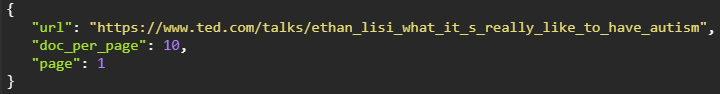 {
"url": "https://www.ted.com/talks/ethan_lisi_what_it_s_really_like_to_have_autism",
"doc_per_page": 10,
"page": 1
}